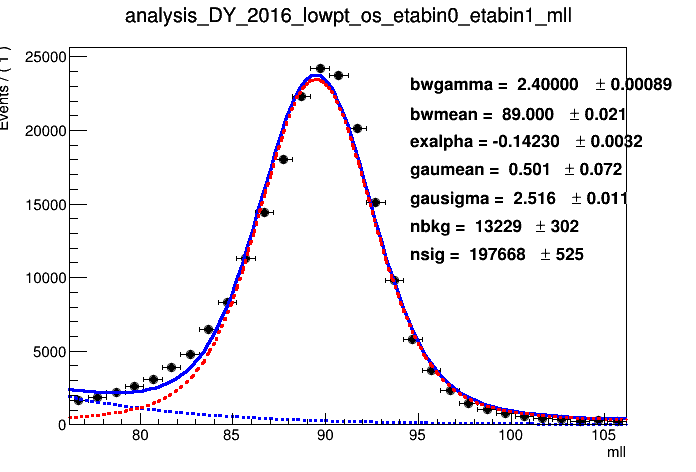 analysis_DY_2016_lowpt_os_etabin0_etabin1_mll
Events / ( 1 )
25000
20000
15000
10000
5000
0
bwgamma = 2.40000 ± 0.00089
bwmean = 89.000 ± 0.021
exalpha = -0.14230 ± 0.0032
gaumean = 0.501 ± 0.072
gausigma = 2.516 ± 0.011
nbkg = 13229 ± 302
nsig = 197668 ± 525
80 85 90 95 100 105
mll